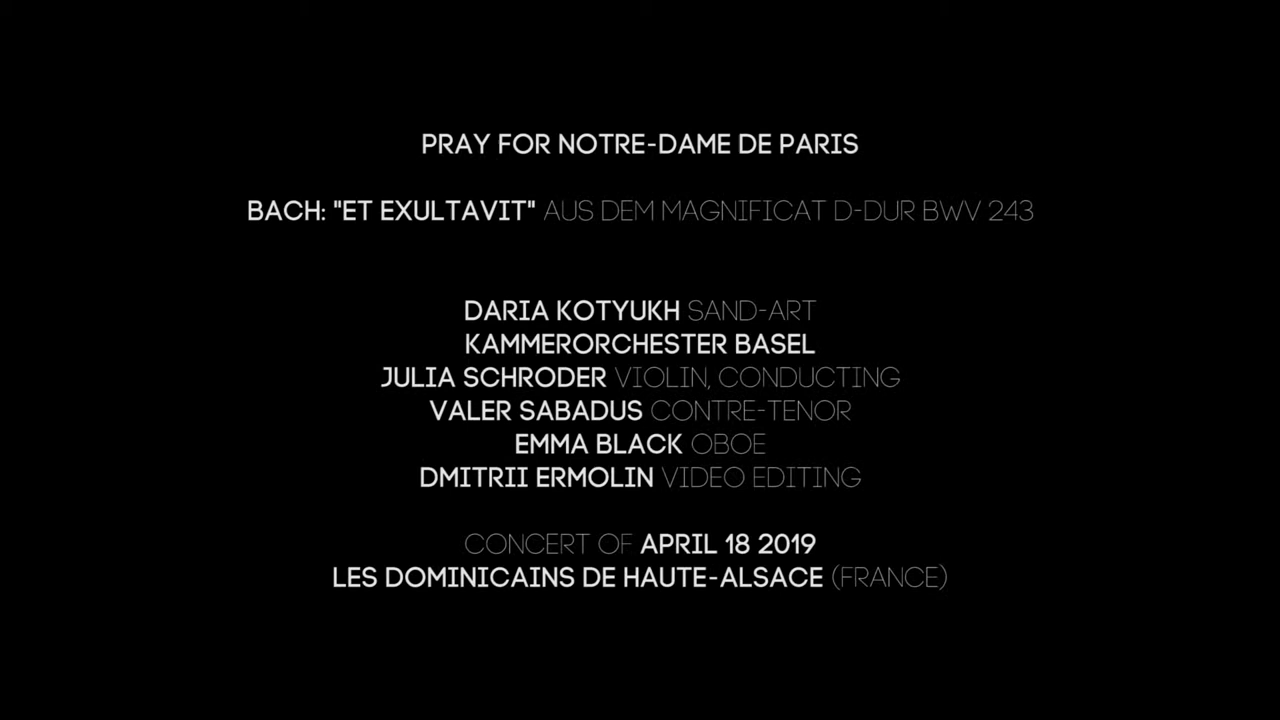 PRAY FOR NOTRE-DAME DE PARIS
BACH: "ET EXULTAVIT" AUS DEM MAGNIFICAT D-DUR BWV 243
DARIA KOTYUKH SAND-ART
KAMMERORCHESTER BASEL
JULIA SCHRODER VIOLIN, CONDUCTING
VALER SABADUS CONTRE-TENOR
EMMA BLACK OBOE
DMITRII ERMOLIN VIDEO EDITING
CONCERT OF APRIL 18 2019
LES DOMINICAINS DE HAUTE-ALSACE (FRANCE)